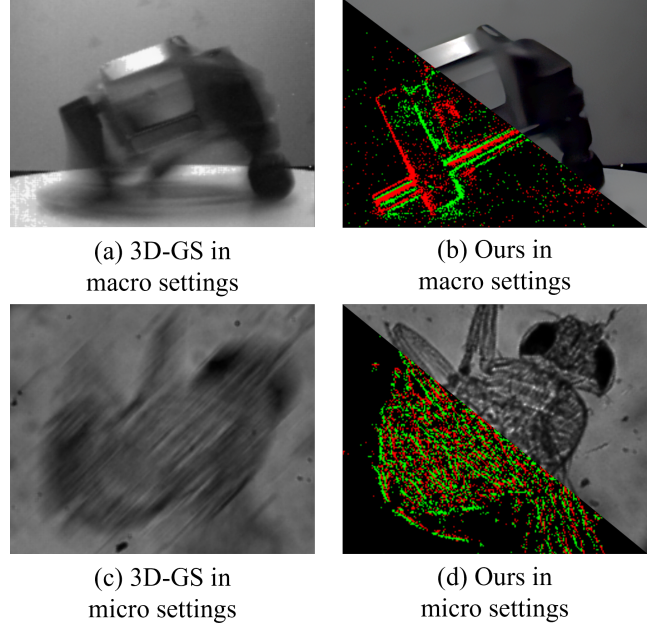 (a) 3D-GS in
macro settings
(b) Ours in
macro settings
(c) 3D-GS in
micro settings
(d) Ours in
micro settings